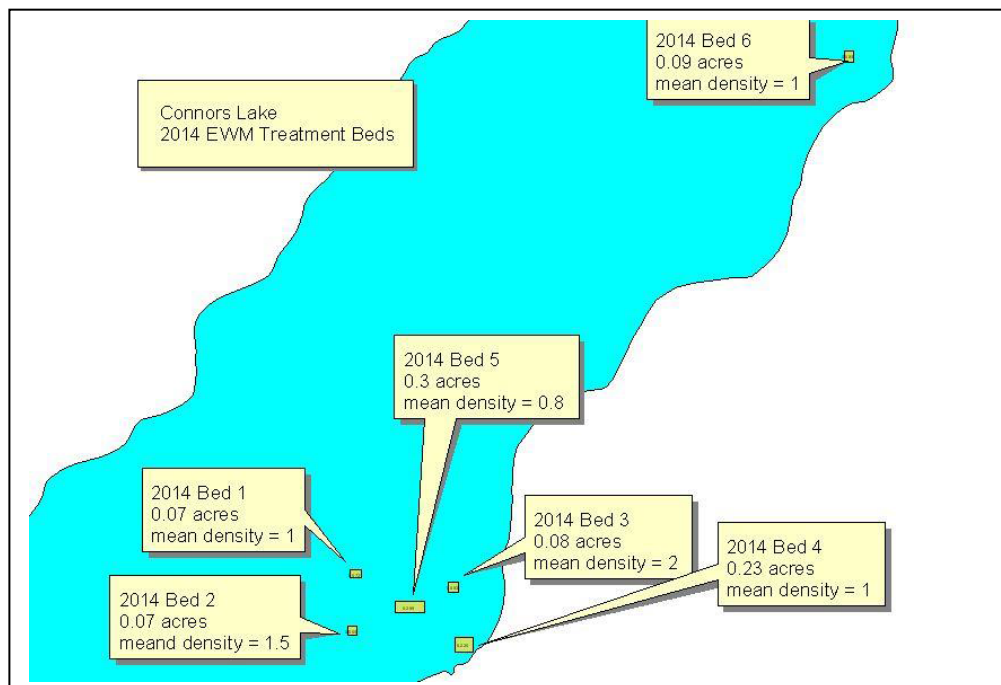 2014 Bed 6
0.09 acres
mean density = 1
Connors Lake
2014 EWM Treatment Beds
2014 Bed 5
0.3 acres
mean density = 0.8
2014 Bed 1
0.07 acres
mean density = 1
2014 Bed 3
0.08 acres
mean density = 2
2014 Bed 4
0.23 acres
mean density = 1
2014 Bed 2
0.07 acres
meand density = 1.5